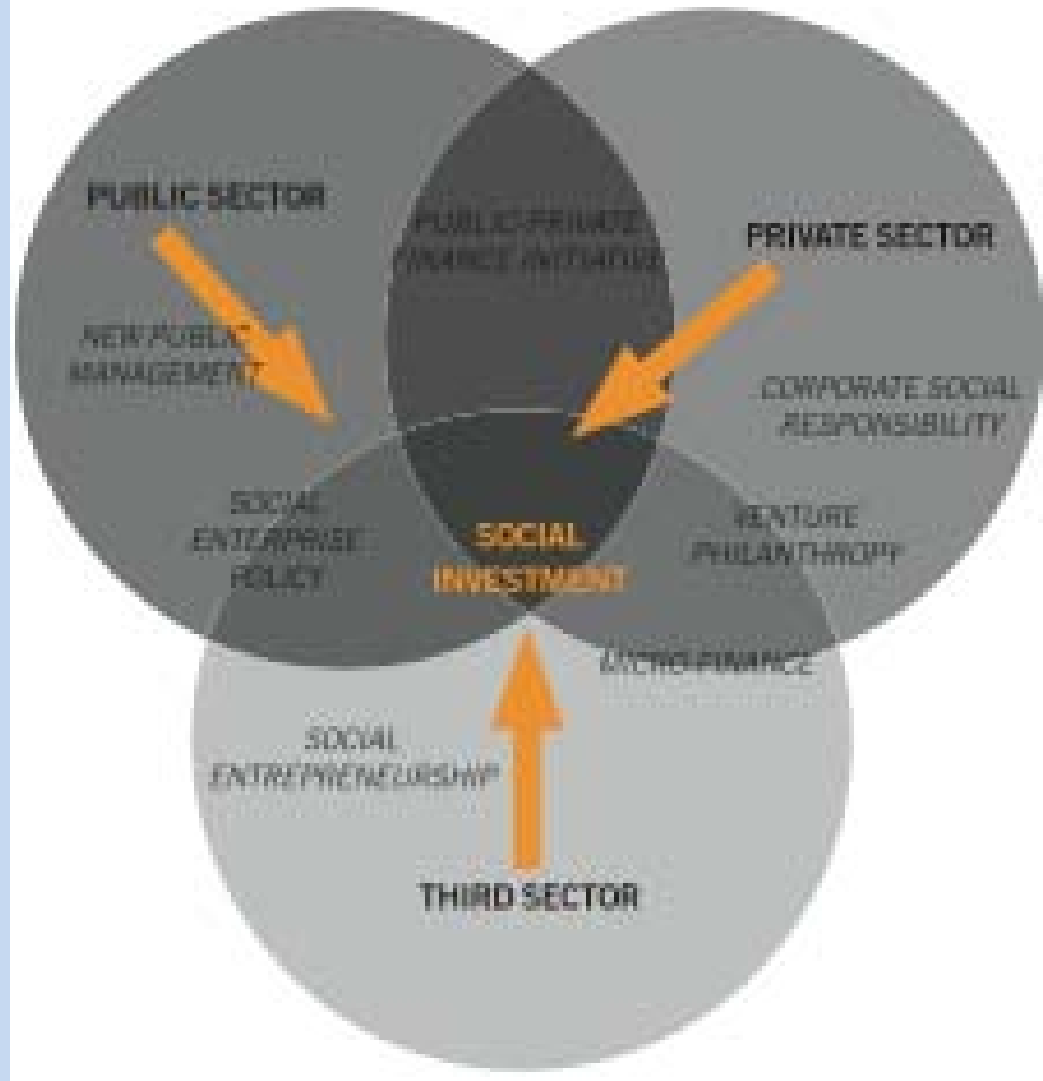 PUBLIC SECTOR
PUBLIC-PRIVATE
FINANCE INITIATIVE
PRIVATE SECTOR
NEW PUBLIC
MANAGEMENT
CORPORATE SOCIAL
RESPONSIBILITY
SOCIAL
ENTERPRISE
POLICY
SOCIAL
INVESTMENT
VENTURE
PHILANTHROPY
MICRO-FINANCE
SOCIAL
ENTREPRENEURSHIP
THIRD SECTOR